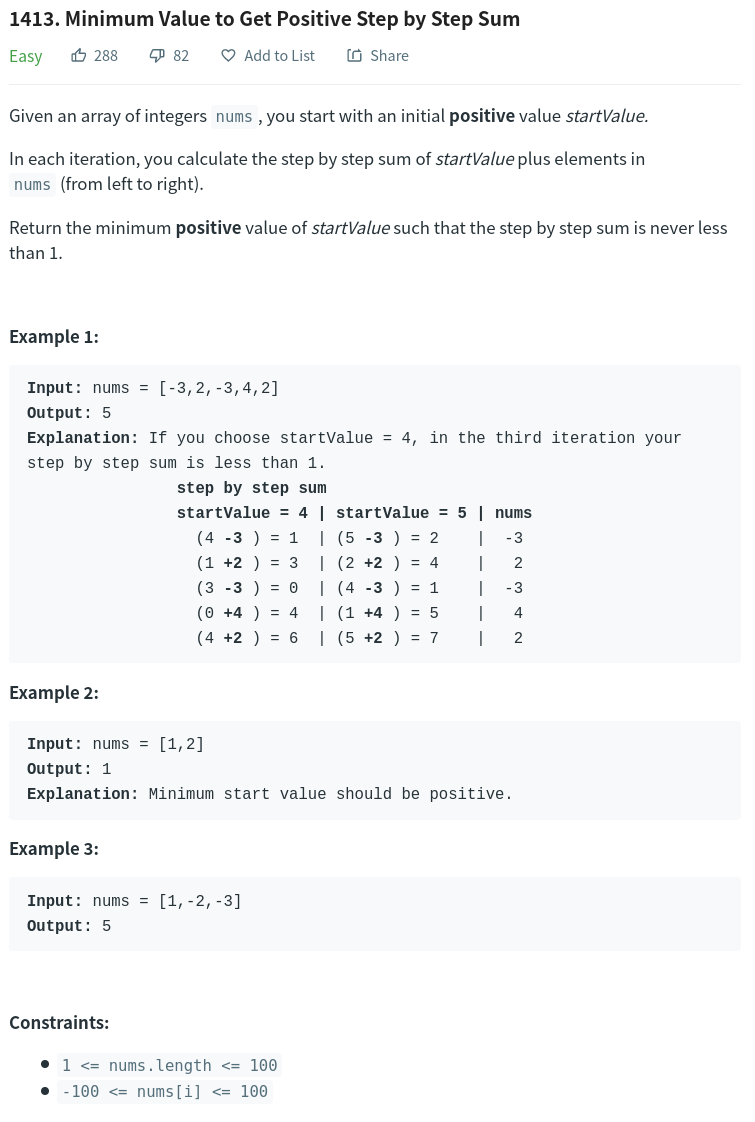 1413. Minimum Value to Get Positive Step by Step Sum
Easy 288 82 Add to List Share
Given an array of integers nums, you start with an initial positive value startValue.
In each iteration, you calculate the step by step sum of startValue plus elements in
nums (from left to right).
Return the minimum positive value of startValue such that the step by step sum is never less
than 1.
Example 1:
Input: nums = [-3,2,-3,4,2]
Output: 5
Explanation: If you choose startValue = 4, in the third iteration your
step by step sum is less than 1.
step by step sum
startValue = 4 | startValue = 5 | nums
(4 -3 ) = 1 | (5 -3 ) = 2 | -3
(1 +2 ) = 3 | (2 +2 ) = 4 | 2
(3 -3 ) = 0 | (4 -3 ) = 1 | -3
(0 +4 ) = 4 | (1 +4 ) = 5 | 4
(4 +2 ) = 6 | (5 +2 ) = 7 | 2
Example 2:
Input: nums = [1,2]
Output: 1
Explanation: Minimum start value should be positive.
Example 3:
Input: nums = [1,-2,-3]
Output: 5
Constraints:
1 <= nums.length <= 100
-100 <= nums[i] <= 100